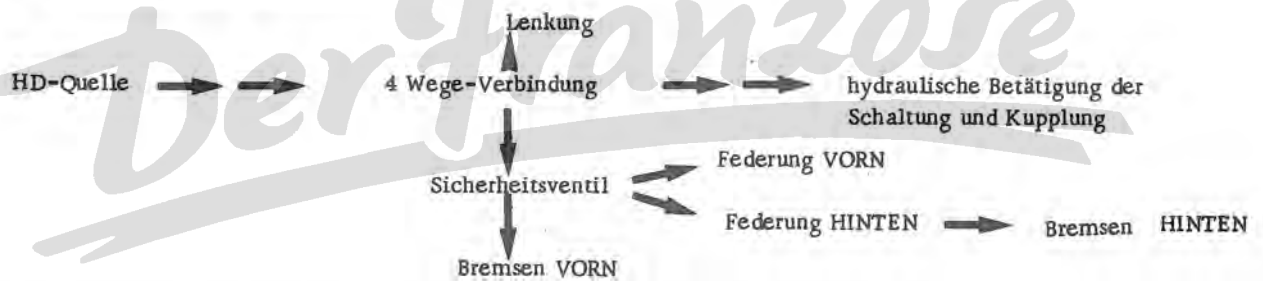 Der Franzose
Lenkung
HD-Quelle
4 Wege-Verbindung
hydraulische Betätigung der
Schaltung und Kupplung
Federung VORN
Sicherheitsventil
Federung HINTEN
Bremsen HINTEN
Bremsen VORN